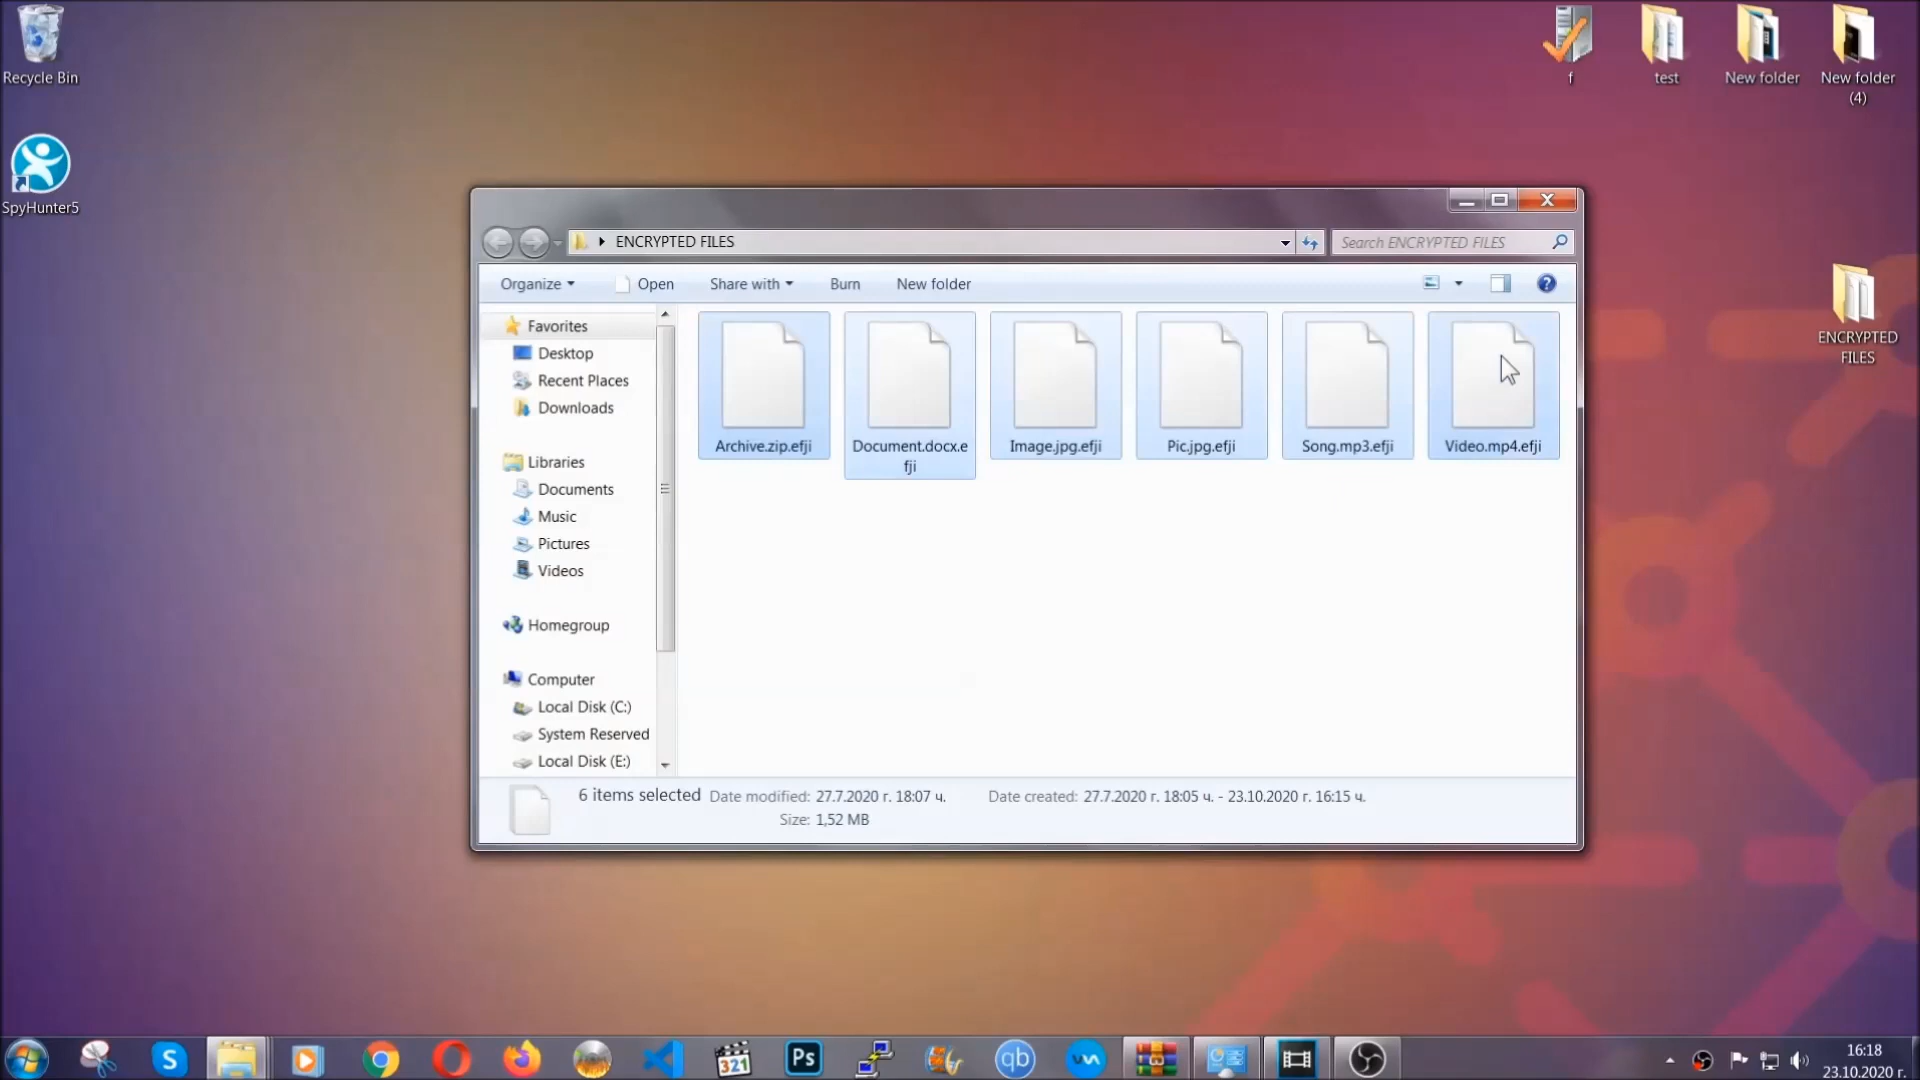 Recycle Bin
SpyHunter5
f
test
New folder
New folder
(4)
ENCRYPTED
FILES
ENCRYPTED FILES
Search ENCRYPTED FILES
Organize
Open
Share with
Burn
New folder
Favorites
Desktop
Recent Places
Downloads
Libraries
Documents
Music
Pictures
Videos
Homegroup
Computer
Local Disk (C:)
System Reserved
Local Disk (E:)
Archive.zip.efji
Document.docx.e
fji
Image.jpg.efji
Pic.jpg.efji
Song.mp3.efji
Video.mp4.efji
6 items selected Date modified: 27.7.2020 г. 18:07 ч. Date created: 27.7.2020 г. 18:05 ч. - 23.10.2020 г. 16:15 ч.
Size: 1,52 MB
S
321
Ps
qb
16:18
23.10.2020 г.